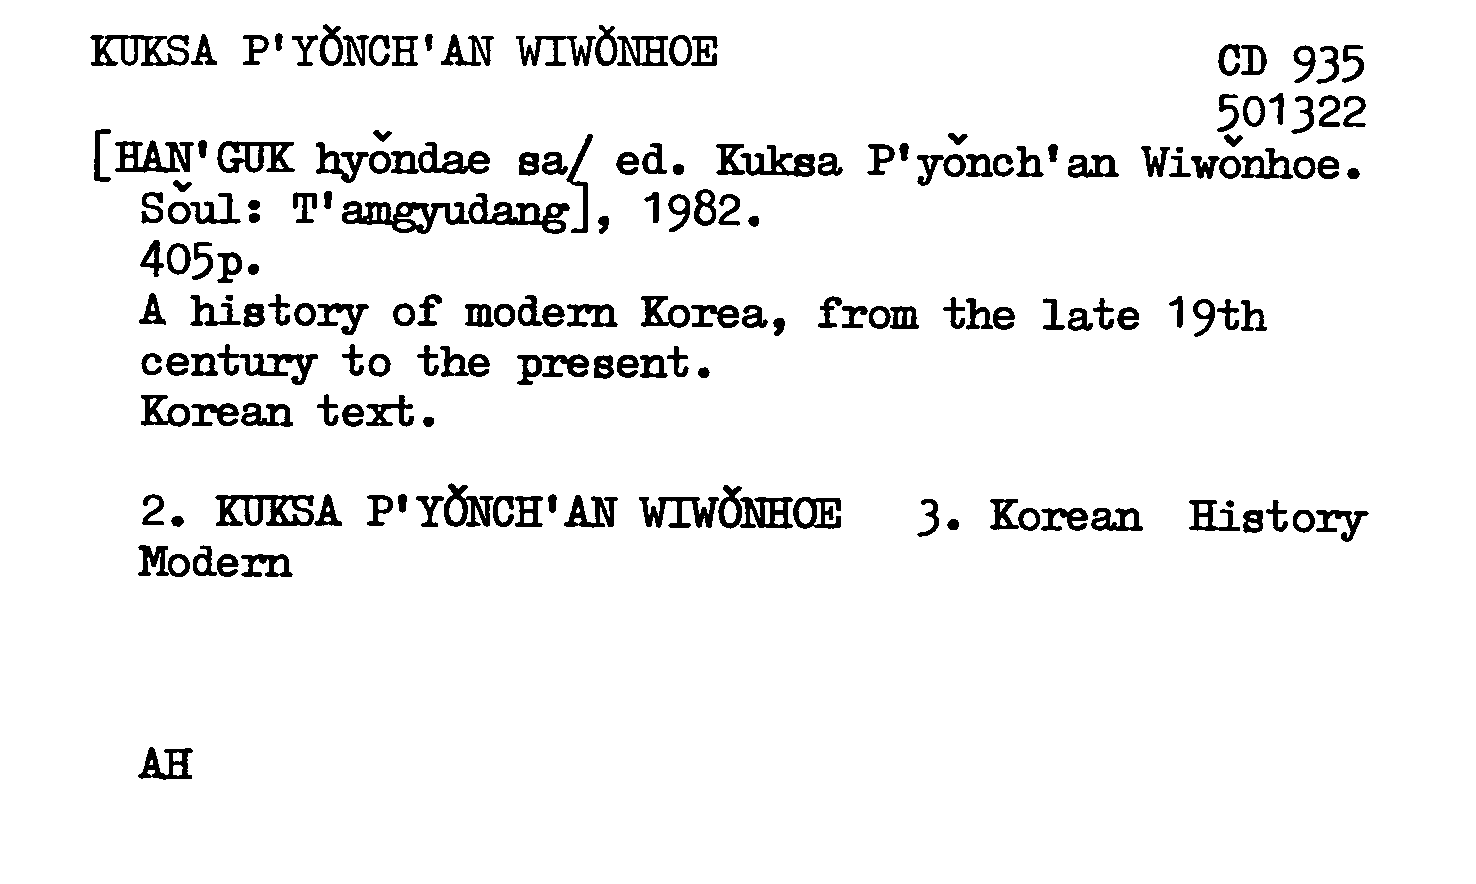 KUKSA P'YŎNCH'AN WIWŎNHOE
CD 935
501322
[HAN'GUK hyŏndae sa/ ed. Kuksa P'yŏnch'an Wiwŏnhoe.
Sŏul: T'amgyudang], 1982.
405p.
A history of modern Korea, from the late 19th
century to the present.
Korean text.
2. KUKSA P'YŎNCH'AN WIWŎNHOE 3. Korean History
Modern
AH